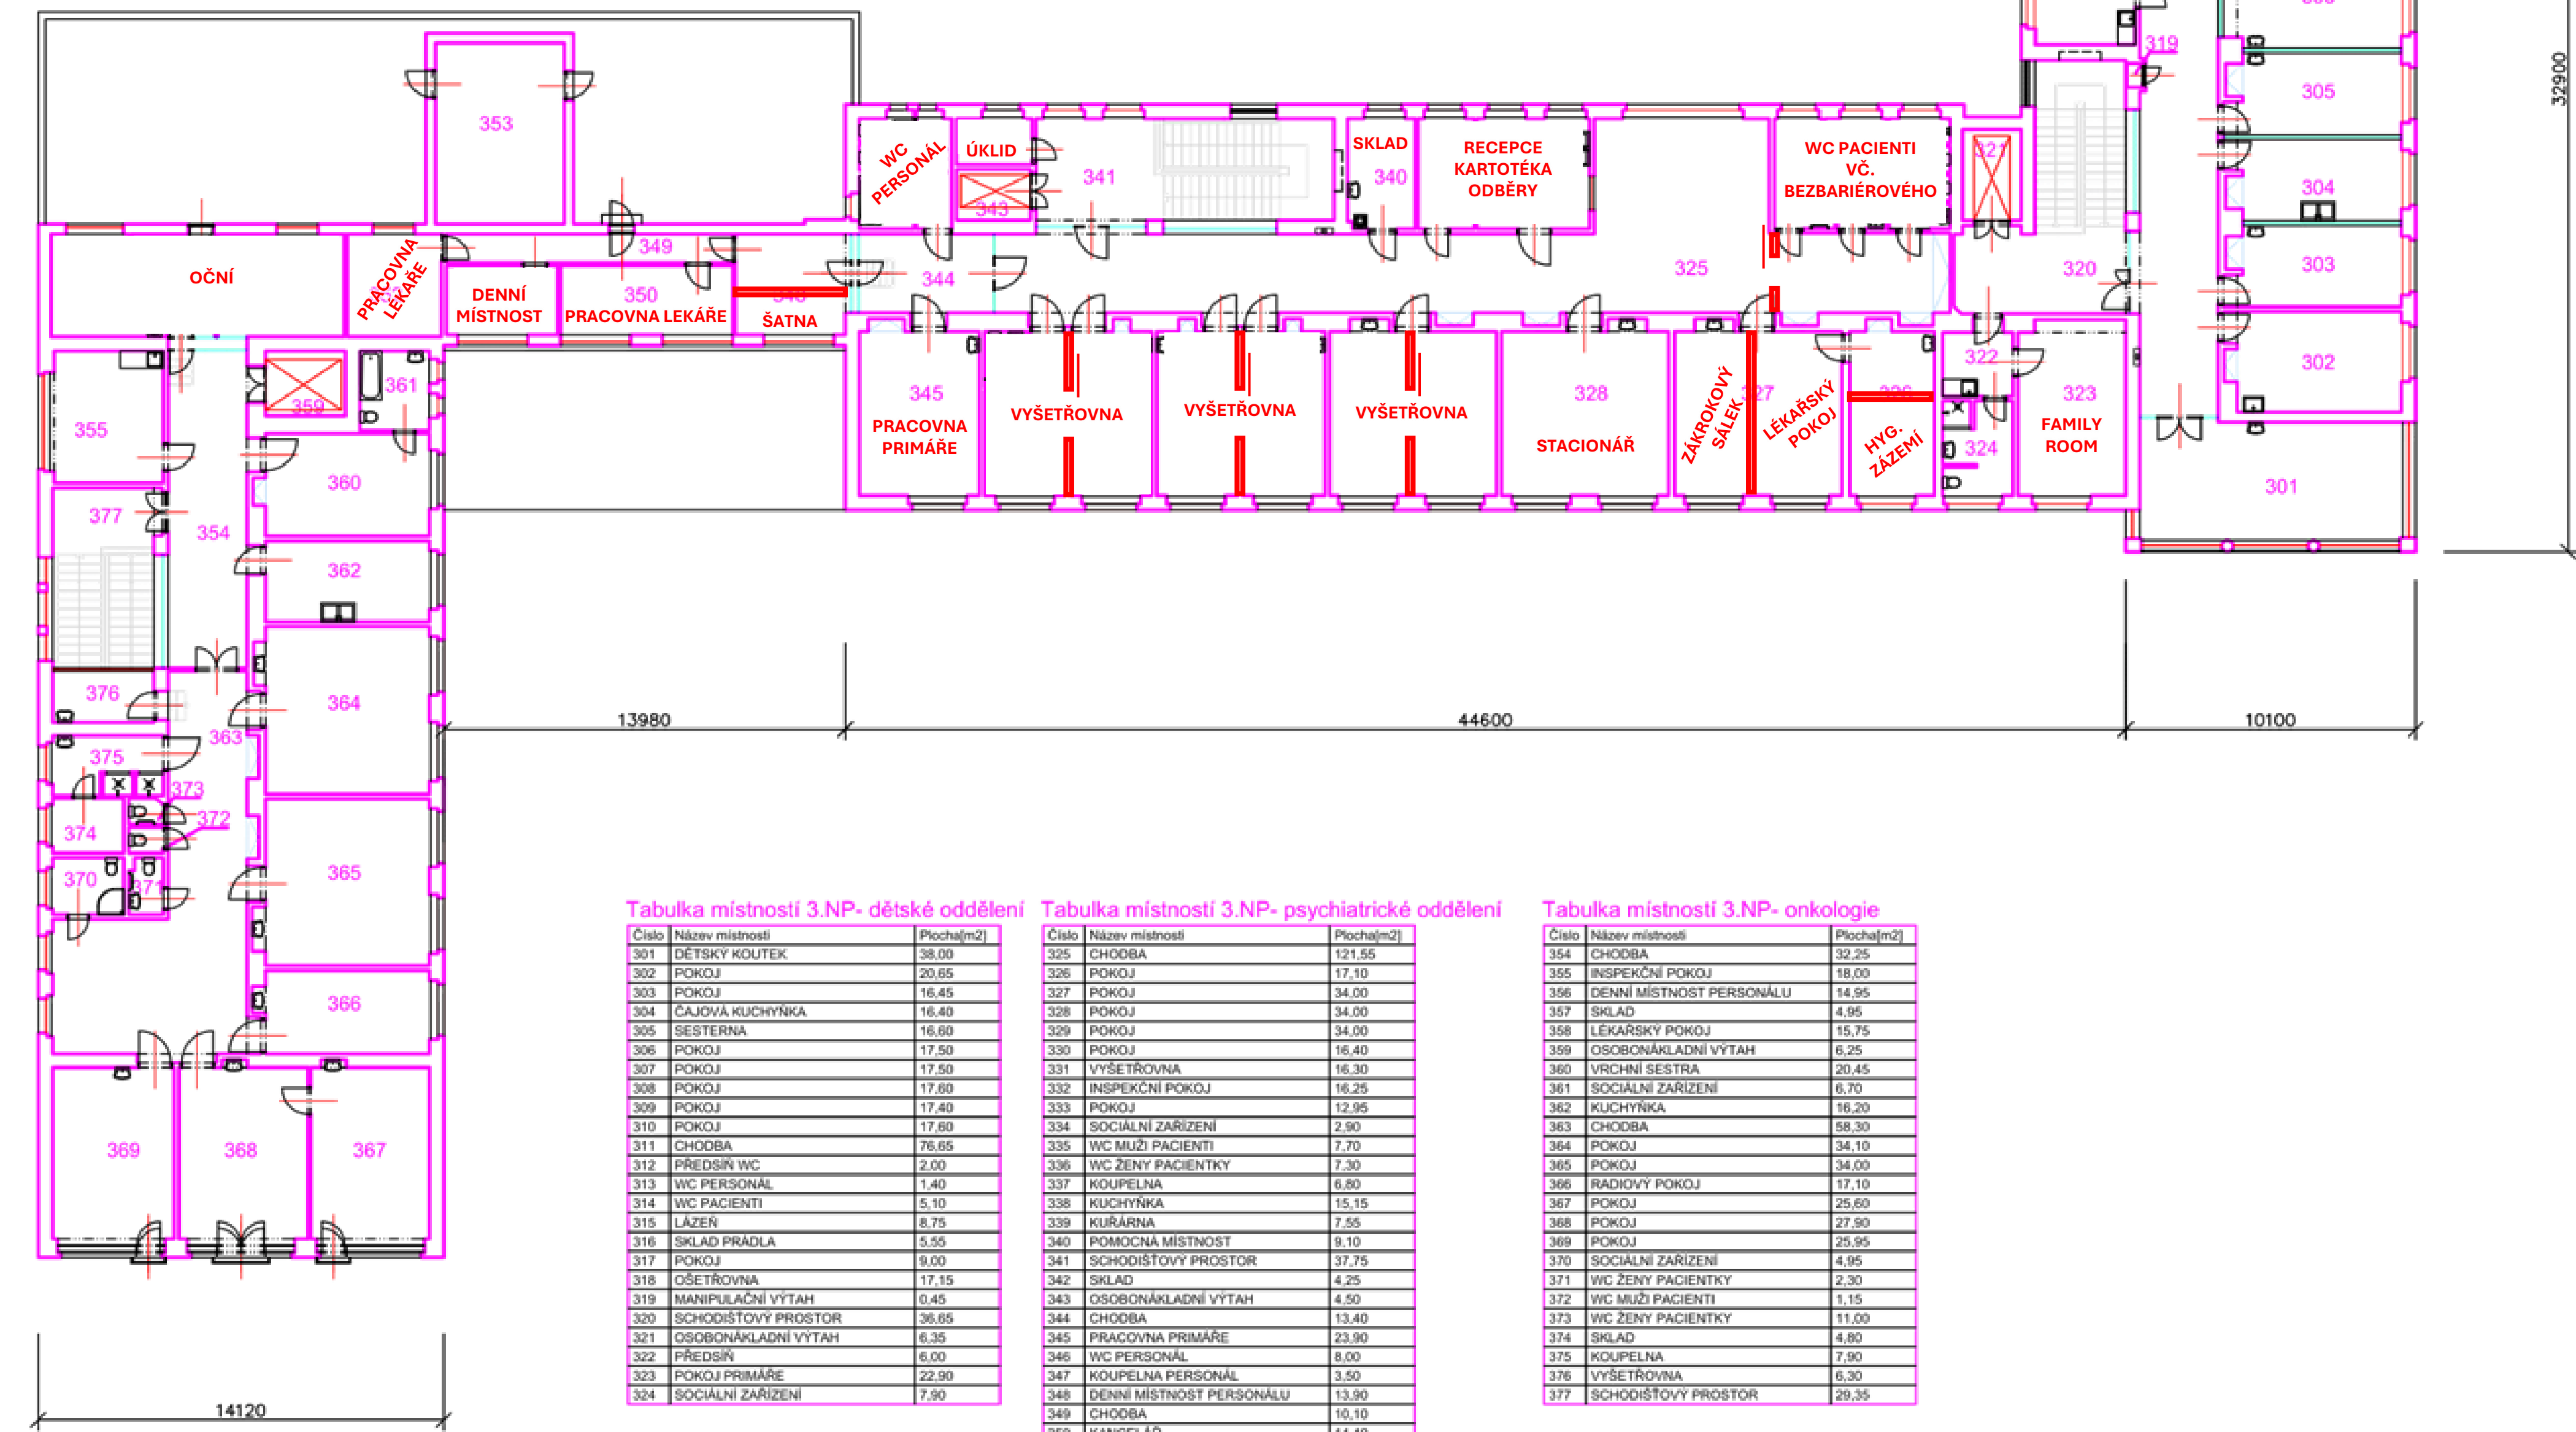 319
32900
305
304
303
302
301
353
WC
PERSONÁL
ÚKLID
343
341
SKLAD
340
RECEPCE
KARTOTÉKA
ODBĚRY
WC PACIENTI
VČ.
BEZBARIÉROVÉHO
321
320
OČNÍ
PRACOVNA
LÉKAŘE
349
DENNÍ
MÍSTNOST
350
PRACOVNA LEKÁŘE
ŠATNA
344
325
345
PRACOVNA
PRIMÁŘE
VYŠETŘOVNA
VYŠETŘOVNA
VYŠETŘOVNA
328
STACIONÁŘ
ZÁKROKOVÝ
SÁLEK
327
LÉKAŘSKÝ
POKOJ
HYG.
ZÁZEMÍ
322
324
323
FAMILY
ROOM
355
359
361
360
377
354
362
376
364
363
375
373
372
374
370
371
365
366
369
368
367
13980
44600
10100
14120
Tabulka místností 3.NP- dětské oddělení
Číslo Název místnosti Plocha[m2]
301 DĚTSKÝ KOUTEK 38,00
302 POKOJ 20,65
303 POKOJ 16,45
304 ČAJOVÁ KUCHYŇKA 16,40
305 SESTERNA 16,60
306 POKOJ 17,50
307 POKOJ 17,50
308 POKOJ 17,60
309 POKOJ 17,40
310 POKOJ 17,60
311 CHODBA 76,65
312 PŘEDSÍŇ WC 2,00
313 WC PERSONÁL 1,40
314 WC PACIENTI 5,10
315 LÁZEŇ 8,75
316 SKLAD PRÁDLA 5,55
317 POKOJ 9,00
318 OŠETŘOVNA 17,15
319 MANIPULAČNÍ VÝTAH 0,45
320 SCHODIŠŤOVÝ PROSTOR 36,65
321 OSOBONÁKLADNÍ VÝTAH 6,35
322 PŘEDSÍŇ 6,00
323 POKOJ PRIMÁŘE 22,90
324 SOCIÁLNÍ ZAŘÍZENÍ 7,90
Tabulka místností 3.NP- psychiatrické oddělení
Číslo Název místnosti Plocha[m2]
325 CHODBA 121,55
326 POKOJ 17,10
327 POKOJ 34,00
328 POKOJ 34,00
329 POKOJ 34,00
330 POKOJ 16,40
331 VYŠETŘOVNA 16,30
332 INSPEKČNÍ POKOJ 16,25
333 POKOJ 12,95
334 SOCIÁLNÍ ZAŘÍZENÍ 2,90
335 WC MUŽI PACIENTI 7,70
336 WC ŽENY PACIENTKY 7,30
337 KOUPELNA 6,80
338 KUCHYŇKA 15,15
339 KUŘÁRNA 7,55
340 POMOCNÁ MÍSTNOST 9,10
341 SCHODIŠŤOVÝ PROSTOR 37,75
342 SKLAD 4,25
343 OSOBONÁKLADNÍ VÝTAH 4,50
344 CHODBA 13,40
345 PRACOVNA PRIMÁŘE 23,90
346 WC PERSONÁL 8,00
347 KOUPELNA PERSONÁL 3,50
348 DENNÍ MÍSTNOST PERSONÁLU 13,90
349 CHODBA 10,10
Tabulka místností 3.NP- onkologie
Číslo Název místnosti Plocha[m2]
354 CHODBA 32,25
355 INSPEKČNÍ POKOJ 18,00
356 DENNÍ MÍSTNOST PERSONÁLU 14,95
357 SKLAD 4,95
358 LÉKAŘSKÝ POKOJ 15,75
359 OSOBONÁKLADNÍ VÝTAH 6,25
360 VRCHNÍ SESTRA 20,45
361 SOCIÁLNÍ ZAŘÍZENÍ 6,70
362 KUCHYŇKA 16,20
363 CHODBA 58,30
364 POKOJ 34,10
365 POKOJ 34,00
366 RADIOVÝ POKOJ 17,10
367 POKOJ 25,60
368 POKOJ 27,90
369 POKOJ 25,95
370 SOCIÁLNÍ ZAŘÍZENÍ 4,95
371 WC ŽENY PACIENTKY 2,30
372 WC MUŽI PACIENTI 1,15
373 WC ŽENY PACIENTKY 11,00
374 SKLAD 4,80
375 KOUPELNA 7,90
376 VYŠETŘOVNA 6,30
377 SCHODIŠŤOVÝ PROSTOR 29,35